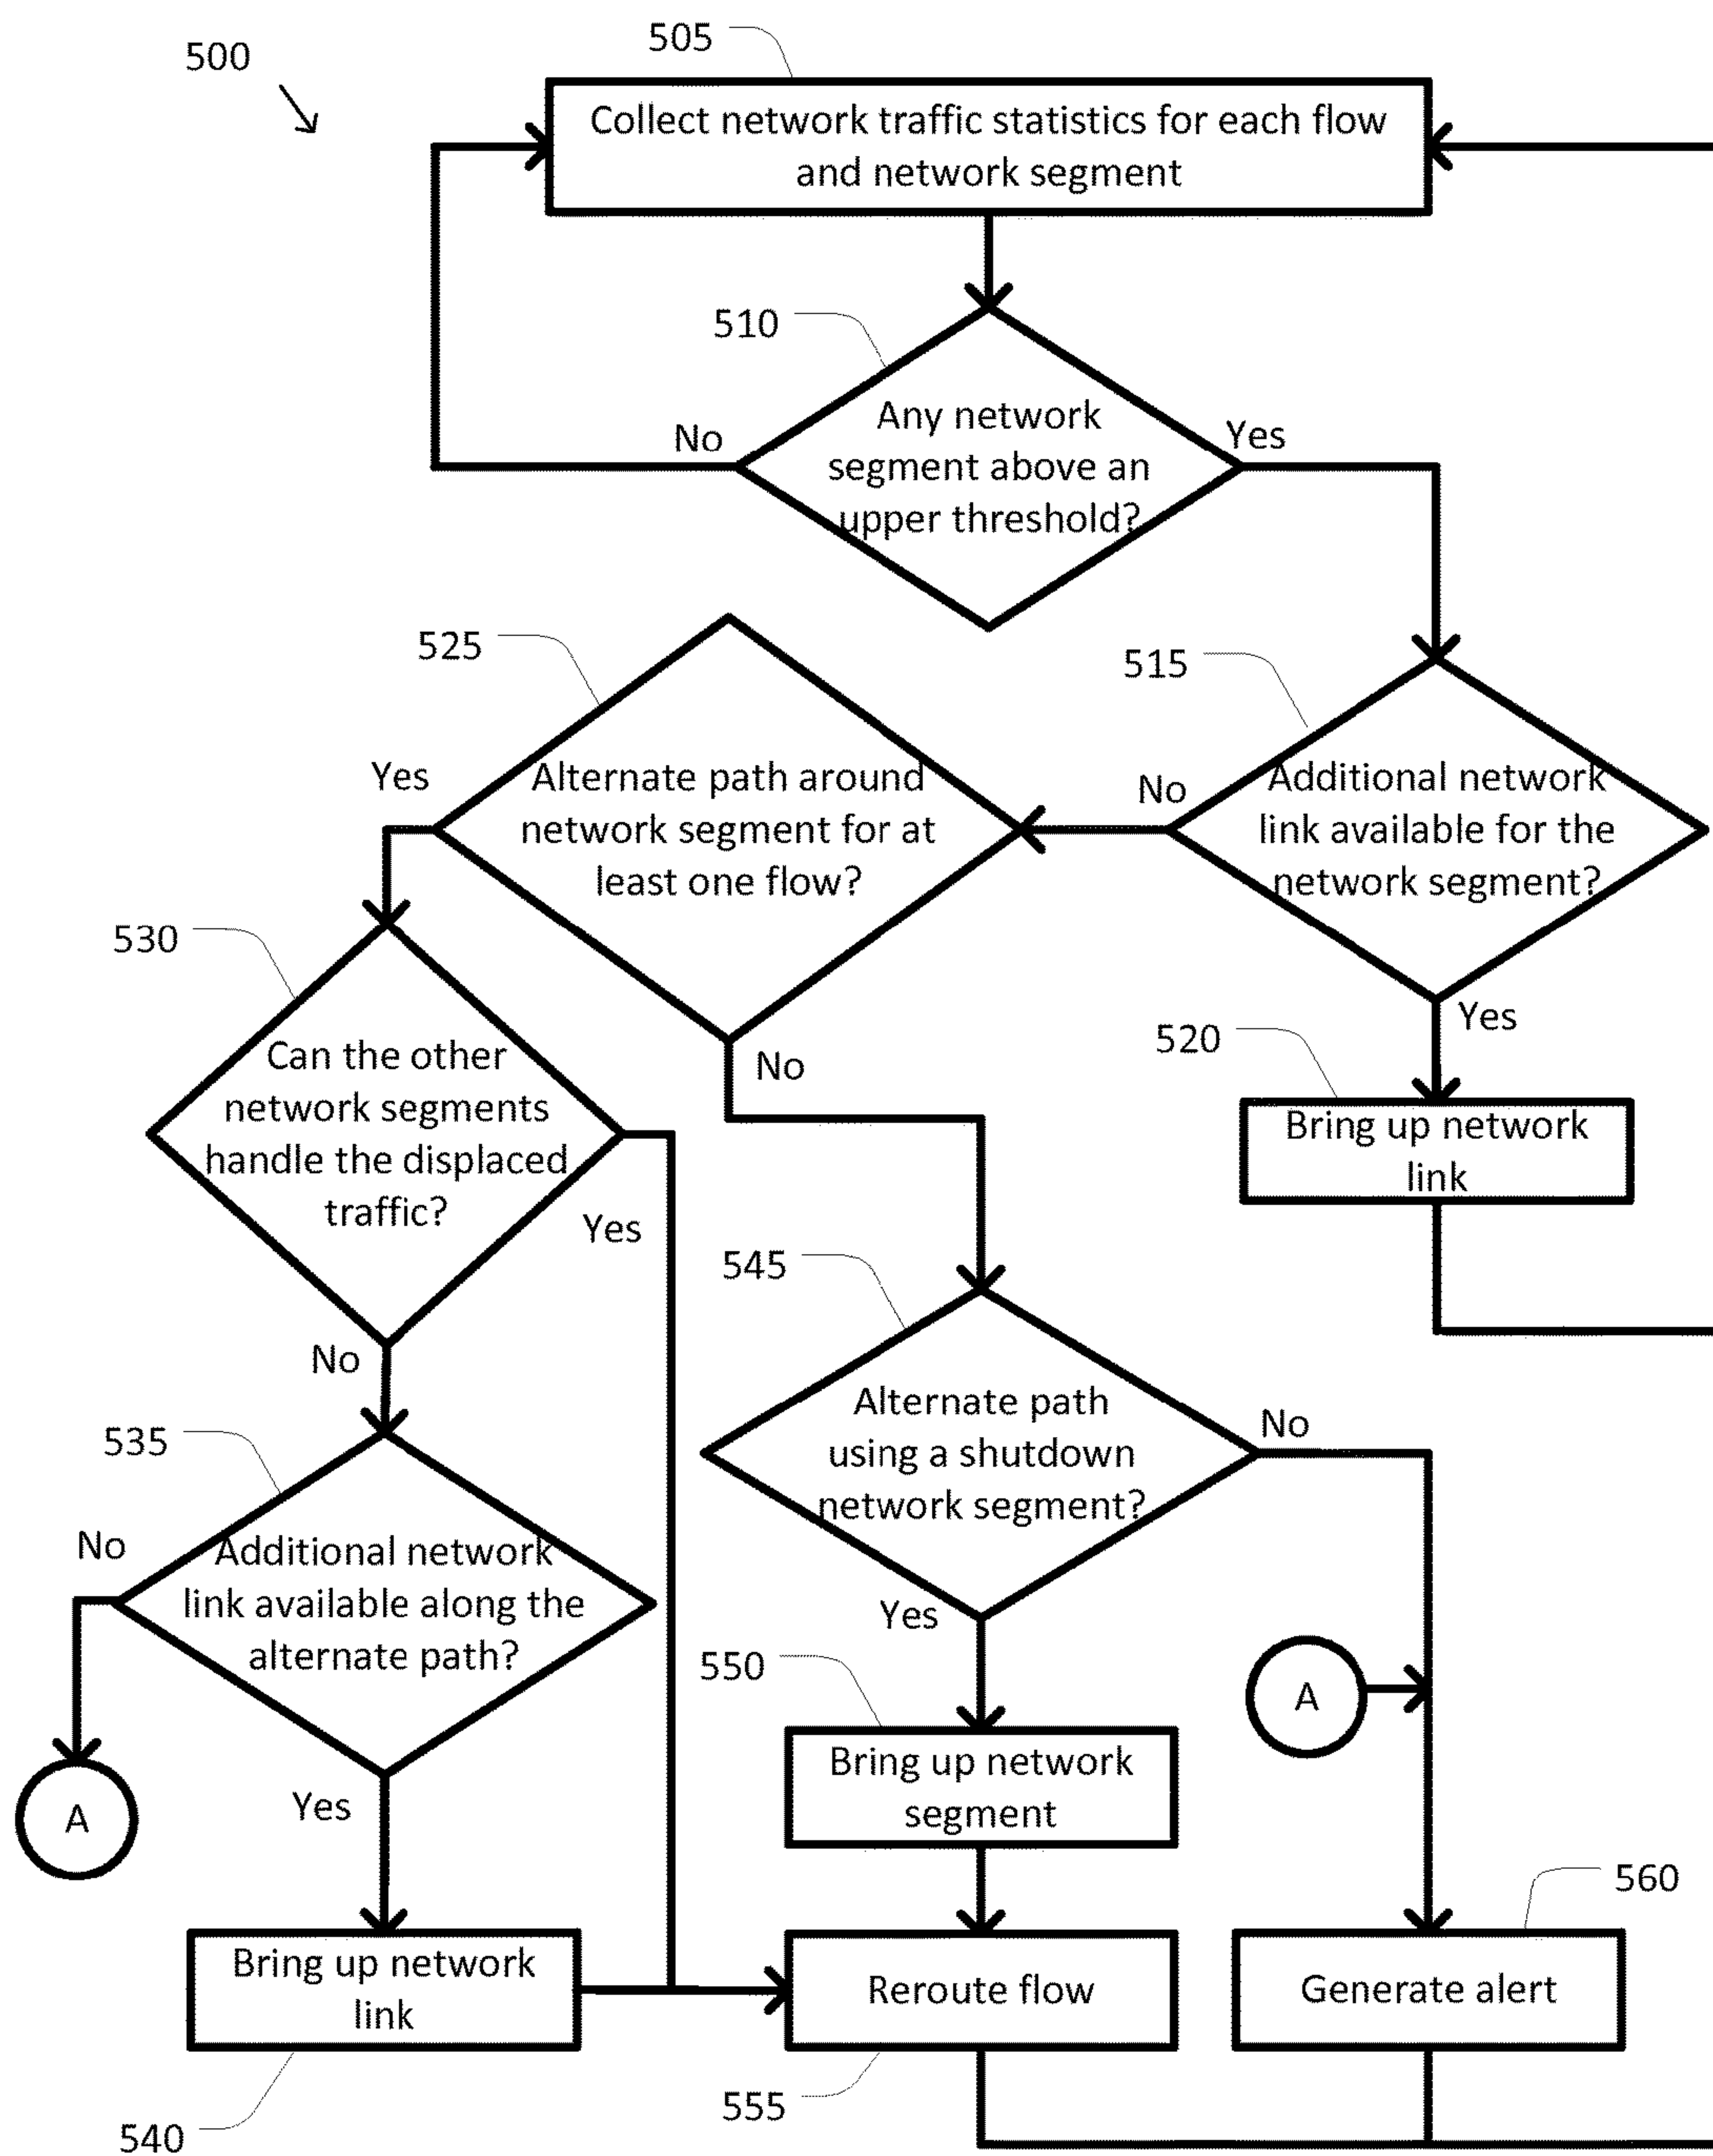 500
505
Collect network traffic statistics for each flow
and network segment
510
Any network
segment above an
upper threshold?
No
Yes
525
515
Yes
Alternate path around
network segment for at
least one flow?
No
Additional network
link available for the
network segment?
530
Yes
520
Bring up network
link
No
Can the other
network segments
handle the displaced
traffic?
Yes
No
545
Alternate path
using a shutdown
network segment?
No
Yes
535
No
Additional network
link available along the
alternate path?
A
Yes
550
Bring up network
segment
A
540
Bring up network
link
555
Reroute flow
560
Generate alert